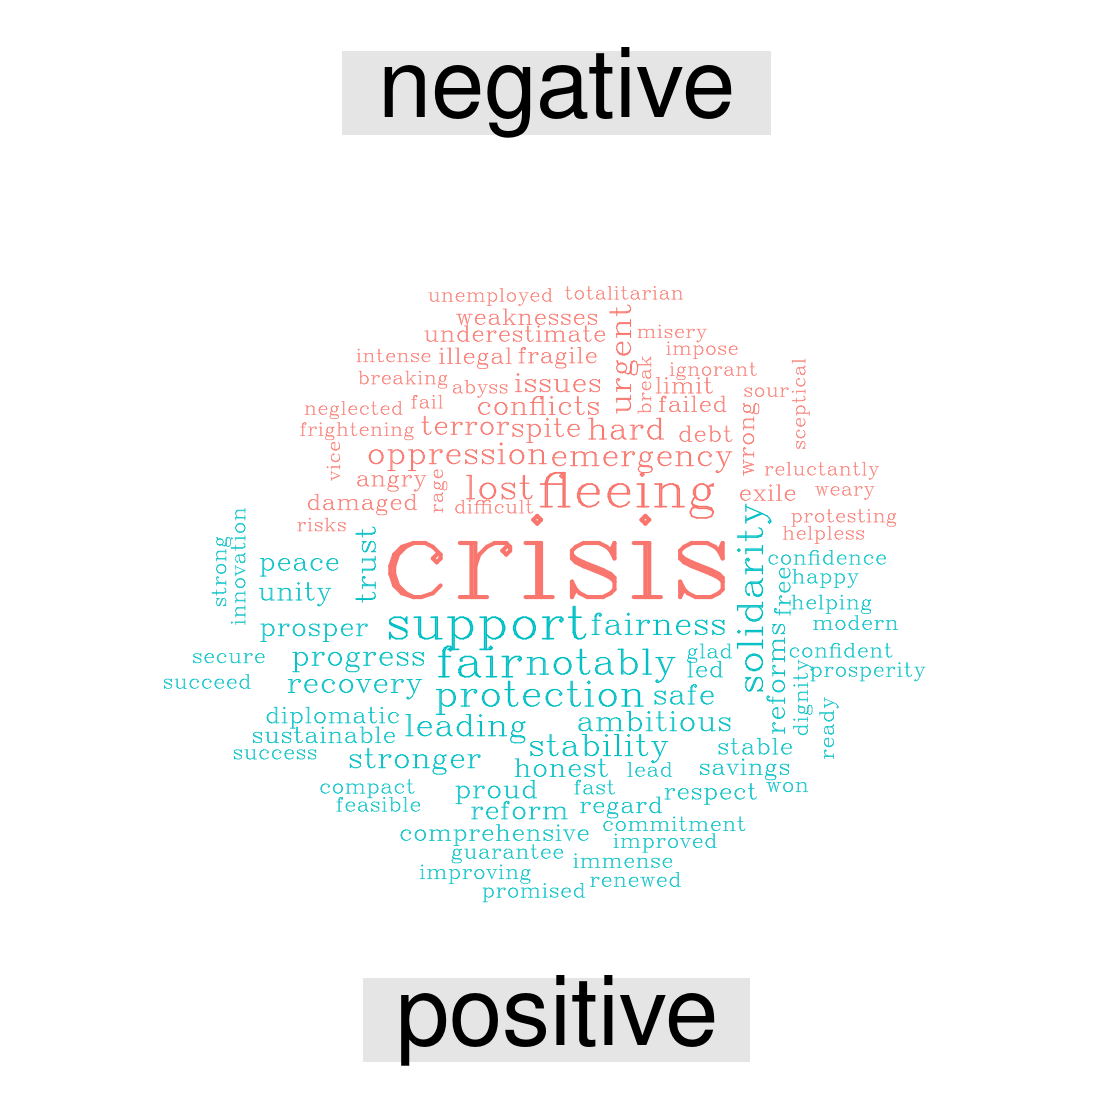 negative
unemployed totalitarian
weaknesses
underestimate urgent misery
intense illegal fragile impose
breaking abyss issues break limit ignorant sour sceptical
neglected fail conflicts failed
frightening terror spite hard debt wrong
vice oppression emergency
angry rage lost fleeing exile reluctantly weary
damaged difficult
risks protesting
helpless
crisis
strong innovation peace trust solidarity confidence
unity free happy
prosper support fairness reforms helping modern
secure progress fair notably glad confident
succeed recovery led prosperity
protection safe dignity
diplomatic leading ambitious ready
sustainable
success stronger stability stable
honest lead savings
compact proud fast respect won
feasible reform regard
comprehensive commitment
guarantee improved
improving immense
promised renewed
positive